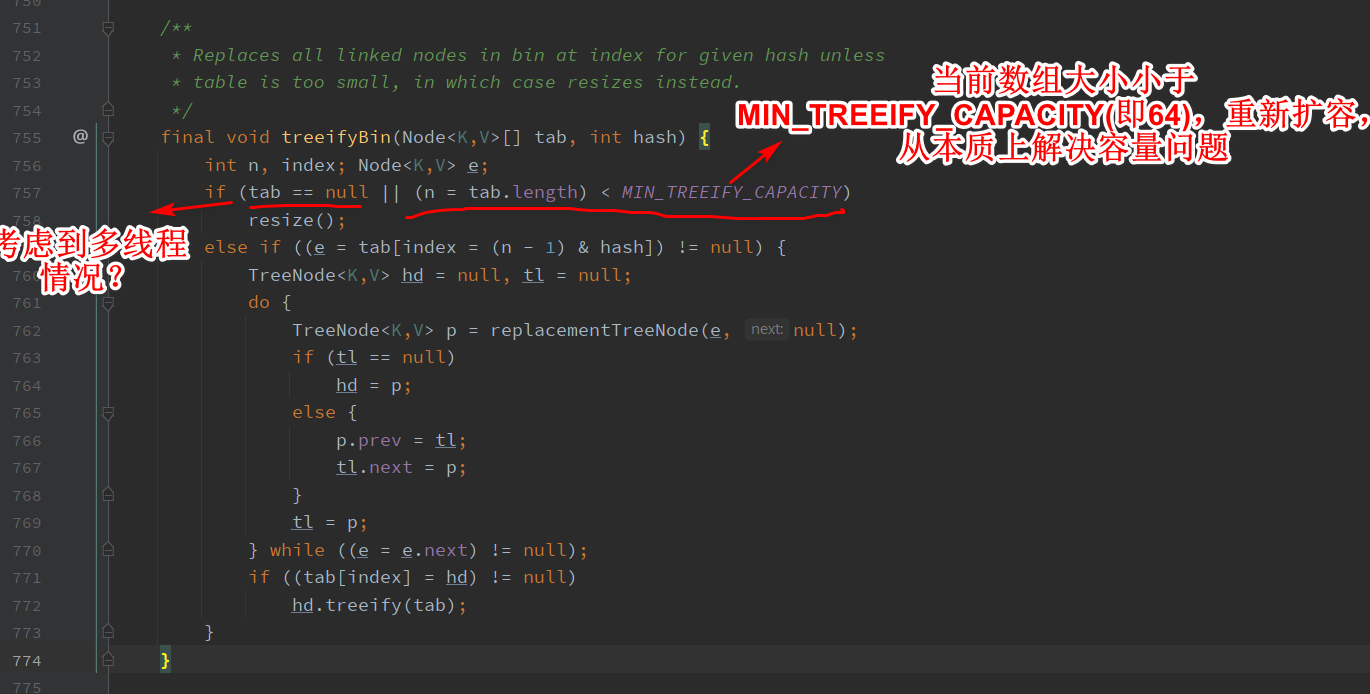 750
751 /**
752 * Replaces all linked nodes in bin at index for given hash unless
753 * table is too small, in which case resizes instead.
754 */
当前数组大小小于
MIN_TREEIFY_CAPACITY(即64)，重新扩容，
从本质上解决容量问题
755 @ final void treeifyBin(Node<K,V>[] tab, int hash) {
756 int n, index; Node<K,V> e;
757 if (tab == null || (n = tab.length) < MIN_TREEIFY_CAPACITY)
758 resize();
考虑到多线程
情况？
else if ((e = tab[index = (n - 1) & hash]) != null) {
760 TreeNode<K,V> hd = null, tl = null;
761 do {
762 TreeNode<K,V> p = replacementTreeNode(e, next: null);
763 if (tl == null)
764 hd = p;
765 else {
766 p.prev = tl;
767 tl.next = p;
768 }
769 tl = p;
770 } while ((e = e.next) != null);
771 if ((tab[index] = hd) != null)
772 hd.treeify(tab);
773 }
774 }
775